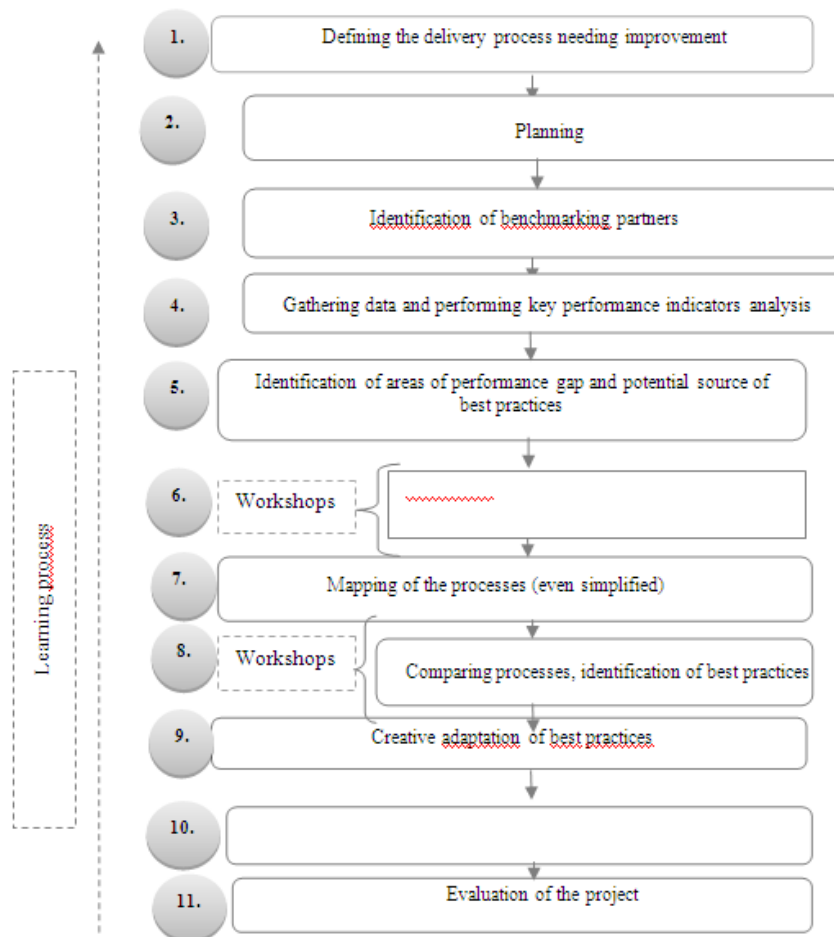 1.
Defining the delivery process needing improvement
2.
Planning
3.
Identification of benchmarking partners
4.
Gathering data and performing key performance indicators analysis
5.
Identification of areas of performance gap and potential source of
best practices
6.
Workshops
7.
Mapping of the processes (even simplified)
8.
Workshops
Comparing processes, identification of best practices
9.
Creative adaptation of best practices
10.
11.
Evaluation of the project
Learning process